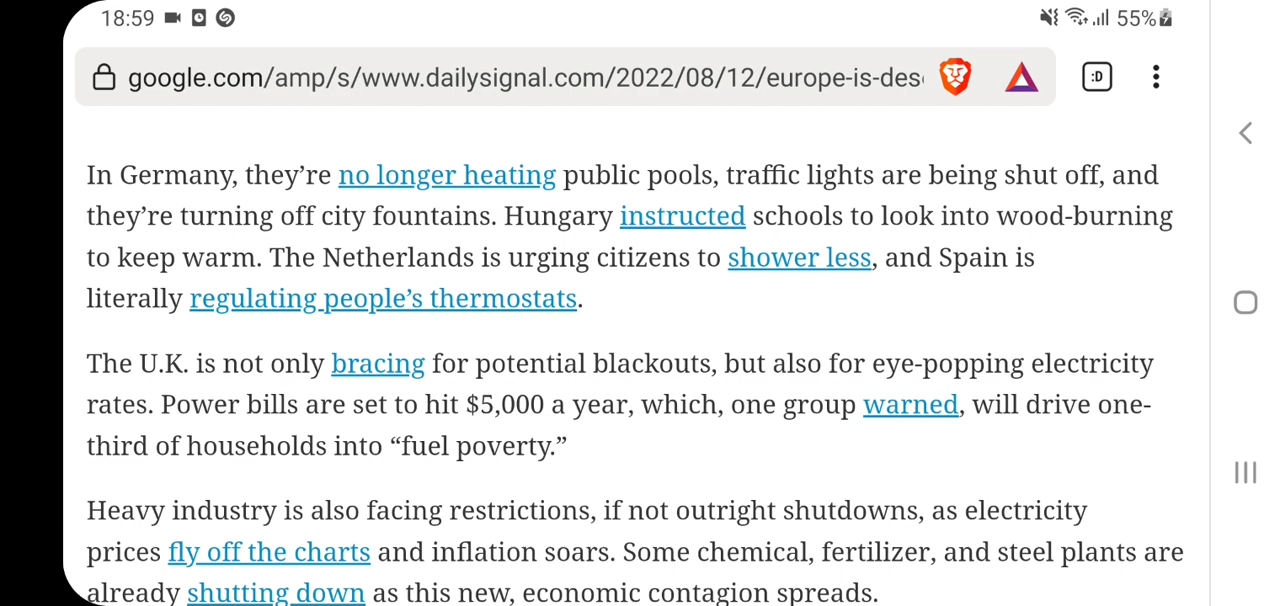 18:59
55%
google.com/amp/s/www.dailysignal.com/2022/08/12/europe-is-des
:D
In Germany, they’re no longer heating public pools, traffic lights are being shut off, and
they’re turning off city fountains. Hungary instructed schools to look into wood-burning
to keep warm. The Netherlands is urging citizens to shower less, and Spain is
literally regulating people’s thermostats.
The U.K. is not only bracing for potential blackouts, but also for eye-popping electricity
rates. Power bills are set to hit $5,000 a year, which, one group warned, will drive one-
third of households into “fuel poverty.”
Heavy industry is also facing restrictions, if not outright shutdowns, as electricity
prices fly off the charts and inflation soars. Some chemical, fertilizer, and steel plants are
already shutting down as this new, economic contagion spreads.